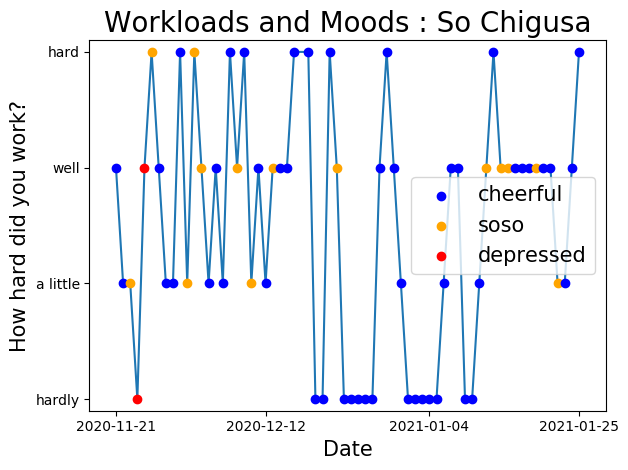 Workloads and Moods : So Chigusa
How hard did you work?
hard
well
a little
hardly
cheerful
soso
depressed
2020-11-21
2020-12-12
2021-01-04
2021-01-25
Date